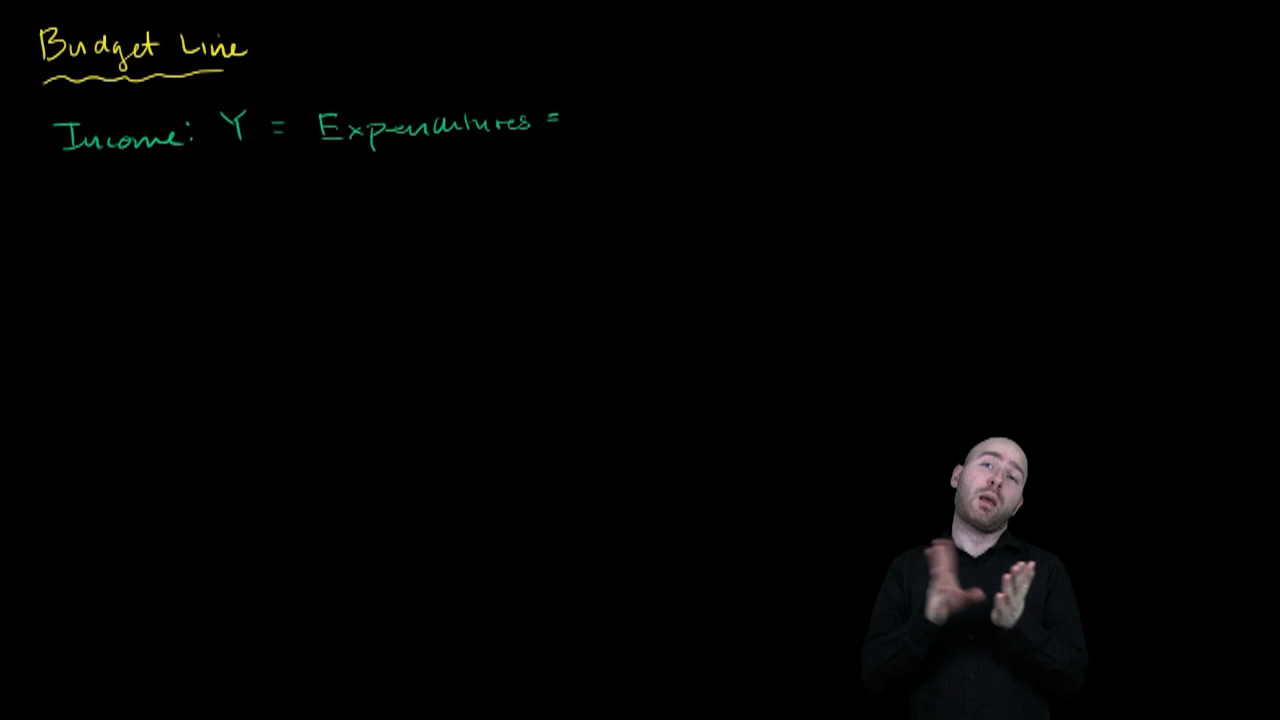 Budget Line
Income: Y = Expenditures =